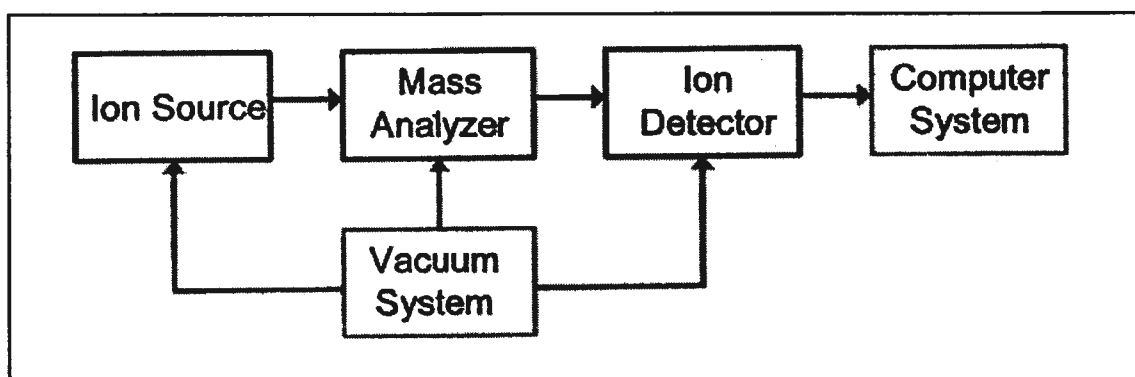 Ion Source
Mass
Analyzer
Ion
Detector
Computer
System
Vacuum
System